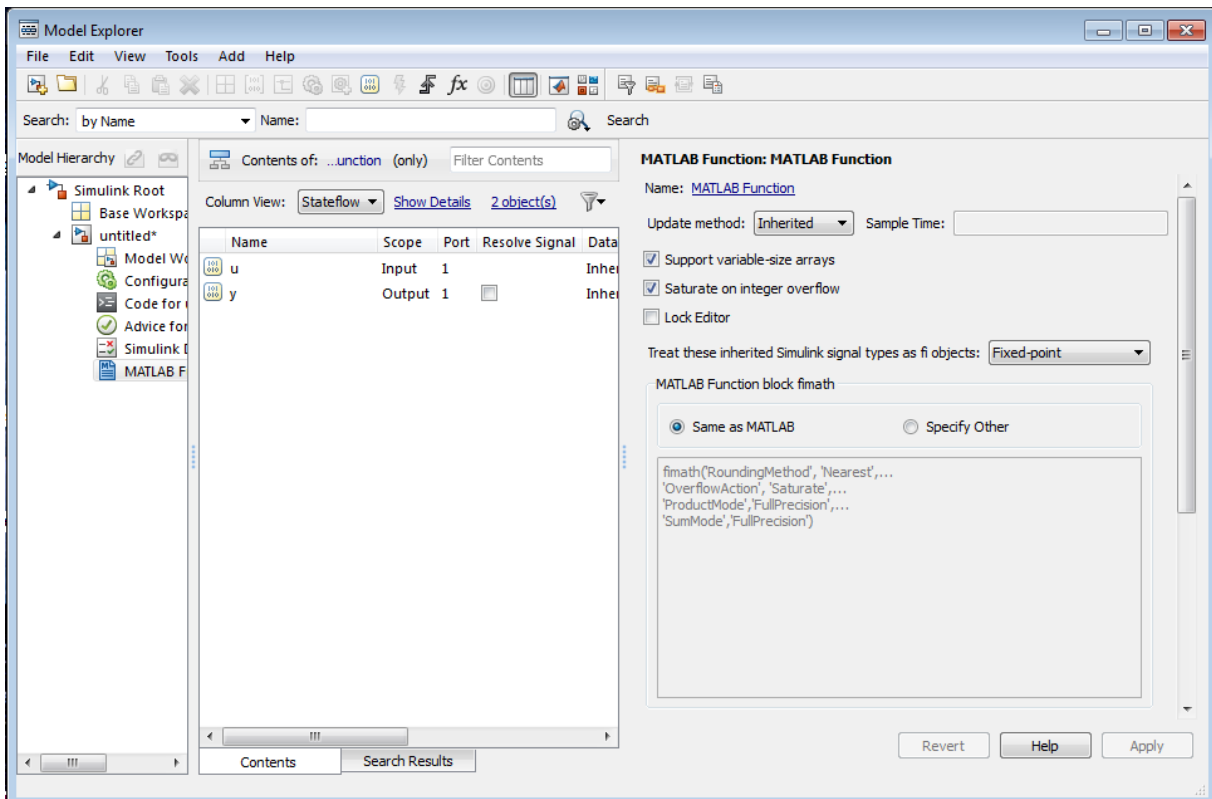 Model Explorer
File Edit View Tools Add Help
fx
Search: by Name Name: Search
Model Hierarchy
Simulink Root
Base Workspa
untitled*
Model Wo
Configura
Code for
Advice for
Simulink D
MATLAB F
Contents of: ...unction (only) Filter Contents
Column View: Stateflow Show Details 2 object(s)
Name Scope Port Resolve Signal Data
u Input 1 Inher
y Output 1 Inher
Contents Search Results
MATLAB Function: MATLAB Function
Name: MATLAB Function
Update method: Inherited Sample Time:
Support variable-size arrays
Saturate on integer overflow
Lock Editor
Treat these inherited Simulink signal types as fi objects: Fixed-point
MATLAB Function block fimath
Same as MATLAB Specify Other
fimath('RoundingMethod', 'Nearest',...
'OverflowAction', 'Saturate',...
'ProductMode','FullPrecision',...
'SumMode','FullPrecision')
Revert Help Apply